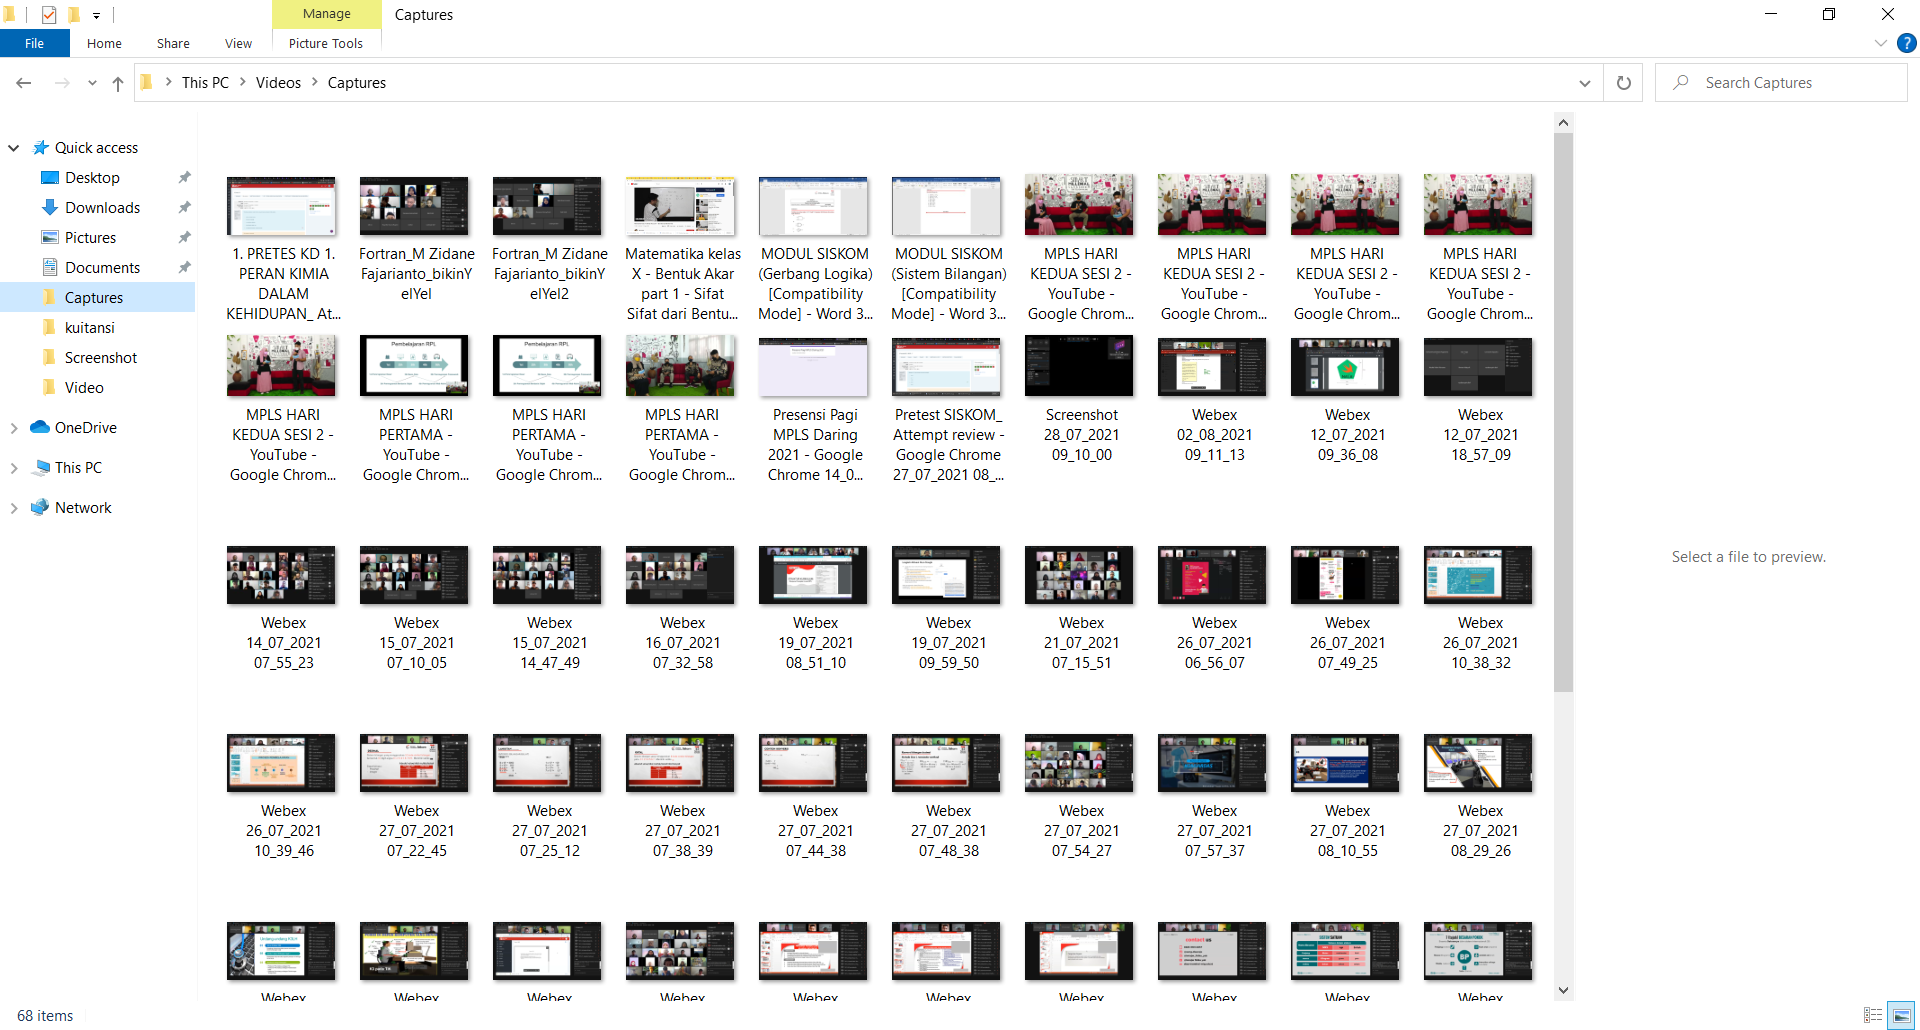 Manage
Captures
File
Home
Share
View
Picture Tools
This PC
Videos
Captures
Search Captures
Quick access
Desktop
Downloads
Pictures
Documents
Captures
kuitansi
Screenshot
Video
OneDrive
This PC
Network
1. PRETES KD 1.
PERAN KIMIA
DALAM
KEHIDUPAN_ At...
Fortran_M Zidane
Fajarianto_bikinY
elYel
Fortran_M Zidane
Fajarianto_bikinY
elYel2
Matematika kelas
X - Bentuk Akar
part 1 - Sifat
Sifat dari Bentu...
MODUL SISKOM
(Gerbang Logika)
[Compatibility
Mode] - Word 3...
MODUL SISKOM
(Sistem Bilangan)
[Compatibility
Mode] - Word 3...
MPLS HARI
KEDUA SESI 2 -
YouTube -
Google Chrom...
MPLS HARI
KEDUA SESI 2 -
YouTube -
Google Chrom...
MPLS HARI
KEDUA SESI 2 -
YouTube -
Google Chrom...
MPLS HARI
KEDUA SESI 2 -
YouTube -
Google Chrom...
Pembelajaran RPL
Pembelajaran RPL
MPLS HARI
KEDUA SESI 2 -
YouTube -
Google Chrom...
MPLS HARI
PERTAMA -
YouTube -
Google Chrom...
MPLS HARI
PERTAMA -
YouTube -
Google Chrom...
MPLS HARI
PERTAMA -
YouTube -
Google Chrom...
Presensi Pagi
MPLS Daring
2021 - Google
Chrome 14_0...
Pretest SISKOM_
Attempt review -
Google Chrome
27_07_2021 08_...
Screenshot
28_07_2021
09_10_00
Webex
02_08_2021
09_11_13
Webex
12_07_2021
09_36_08
Webex
12_07_2021
18_57_09
Webex
14_07_2021
07_55_23
Webex
15_07_2021
07_10_05
Webex
15_07_2021
14_47_49
Webex
16_07_2021
07_32_58
Webex
19_07_2021
08_51_10
Webex
19_07_2021
09_59_50
Webex
21_07_2021
07_15_51
Webex
26_07_2021
06_56_07
Webex
26_07_2021
07_49_25
Webex
26_07_2021
10_38_32
Webex
26_07_2021
10_39_46
Webex
27_07_2021
07_22_45
Webex
27_07_2021
07_25_12
Webex
27_07_2021
07_38_39
Webex
27_07_2021
07_44_38
Webex
27_07_2021
07_48_38
Webex
27_07_2021
07_54_27
Webex
27_07_2021
07_57_37
Webex
27_07_2021
08_10_55
Webex
27_07_2021
08_29_26
contact us
Webex
Webex
Webex
Webex
Webex
Webex
Webex
Webex
Webex
Webex
Select a file to preview.
68 items